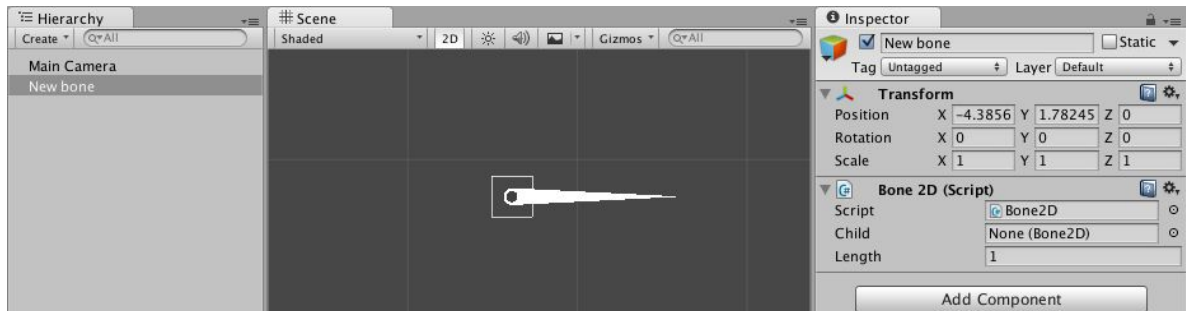 Hierarchy
Create All
Main Camera
New bone
Scene
Shaded 2D Gizmos All
Inspector
New bone Static
Tag Untagged Layer Default
Transform
Position X -4.3856 Y 1.78245 Z 0
Rotation X 0 Y 0 Z 0
Scale X 1 Y 1 Z 1
Bone 2D (Script)
Script Bone2D
Child None (Bone2D)
Length 1
Add Component